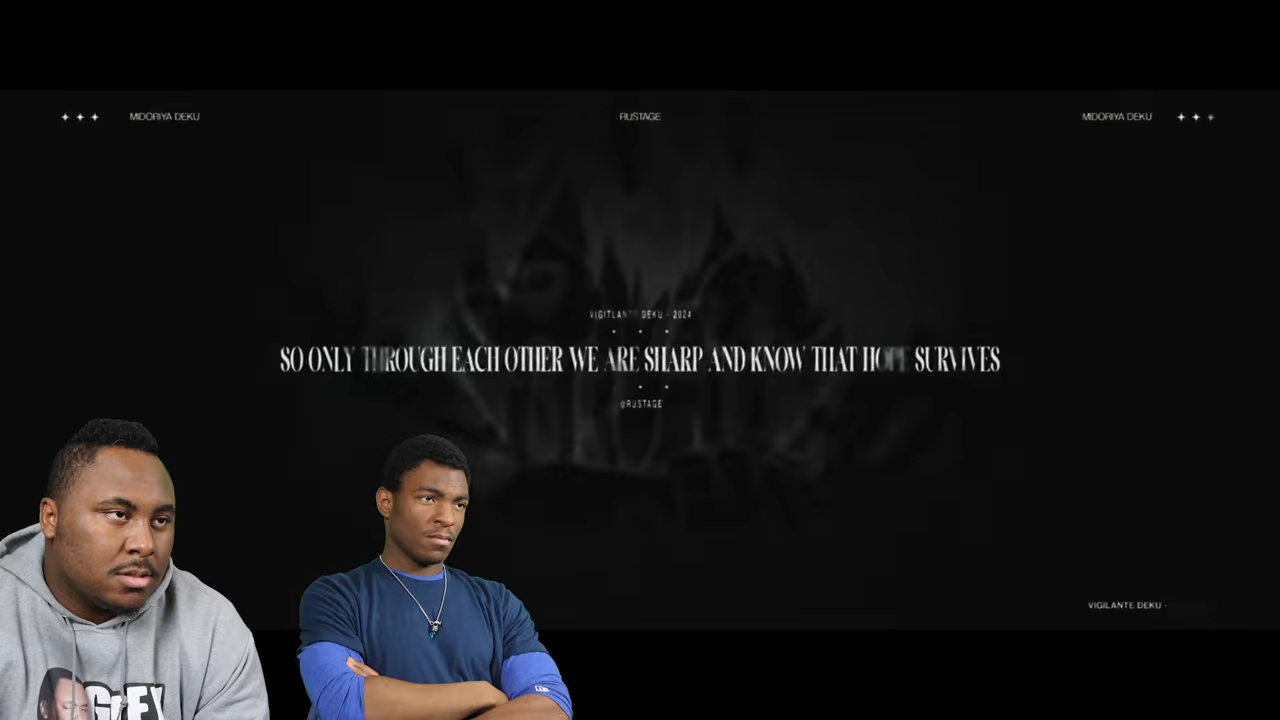 MIDORIYA DEKU
RUSTAGE
MIDORIYA DEKU
VIGITLANTE DEKU - 2024
SO ONLY THROUGH EACH OTHER WE ARE SHARP AND KNOW THAT HOPE SURVIVES
@RUSTAGE
VIGILANTE DEKU -